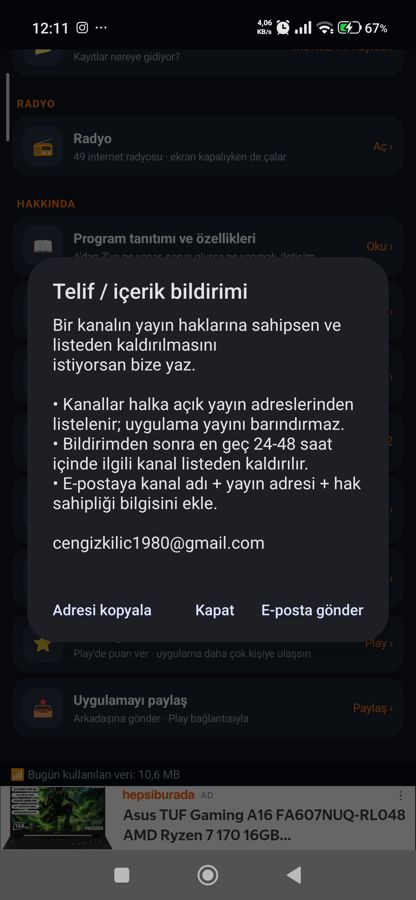 12:11
4,06
KB/s
67%
Kayıtlar nereye gidiyor?
RADYO
Radyo
49 internet radyosu · ekran kapalıyken de çalar
Aç ›
HAKKINDA
Program tanıtımı ve özellikleri
Oku ›
Telif / içerik bildirimi
Bir kanalın yayın haklarına sahipsen ve
listeden kaldırılmasını
istiyorsan bize yaz.
• Kanallar halka açık yayın adreslerinden
listelenir; uygulama yayını barındırmaz.
• Bildirimden sonra en geç 24-48 saat
içinde ilgili kanal listeden kaldırılır.
• E-postaya kanal adı + yayın adresi + hak
sahipliği bilgisini ekle.
cengizkilic1980@gmail.com
Adresi kopyala
Kapat
E-posta gönder
Play ›
Play'de puan ver · uygulama daha çok kişiye ulaşsın
Uygulamayı paylaş
Arkadaşına gönder · Play bağlantısıyla
Paylaş ›
Bugün kullanılan veri: 10,6 MB
hepsiburada AD
Asus TUF Gaming A16 FA607NUQ-RL048
AMD Ryzen 7 170 16GB...